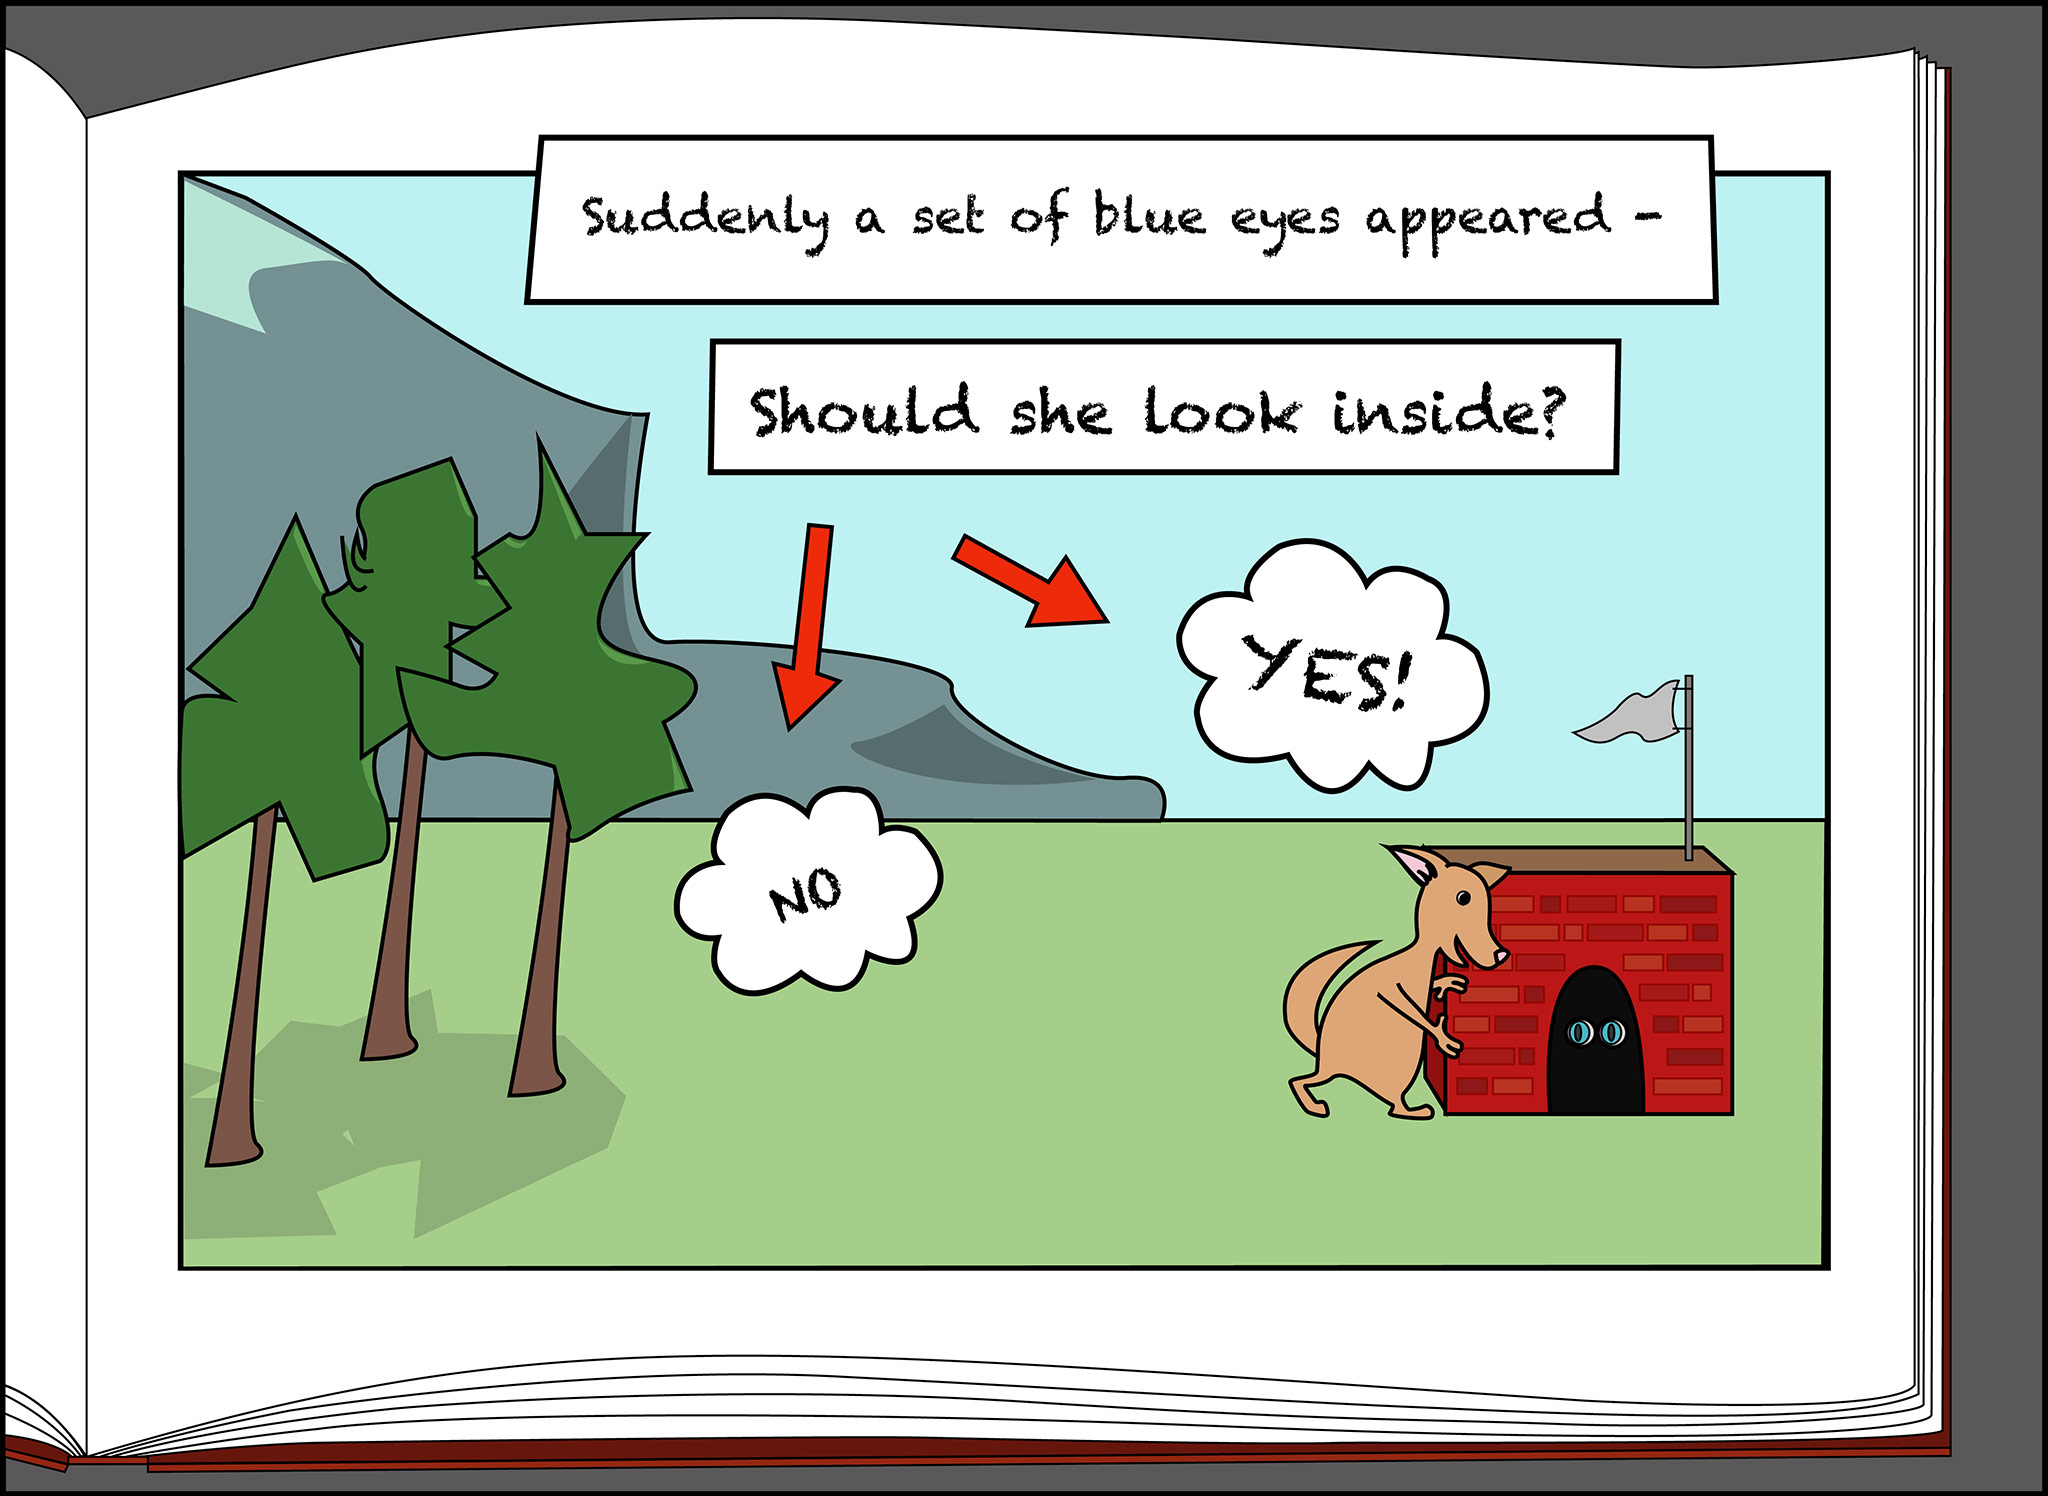 Suddenly a set of blue eyes appeared -
Should she look inside?
YES!
NO